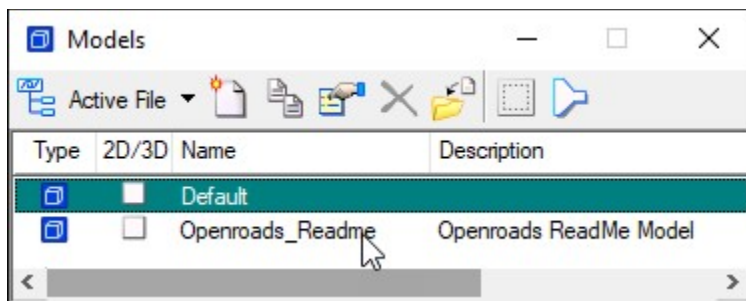 Models
Active File
Type 2D/3D Name Description
Default
Openroads_Readme Openroads ReadMe Model